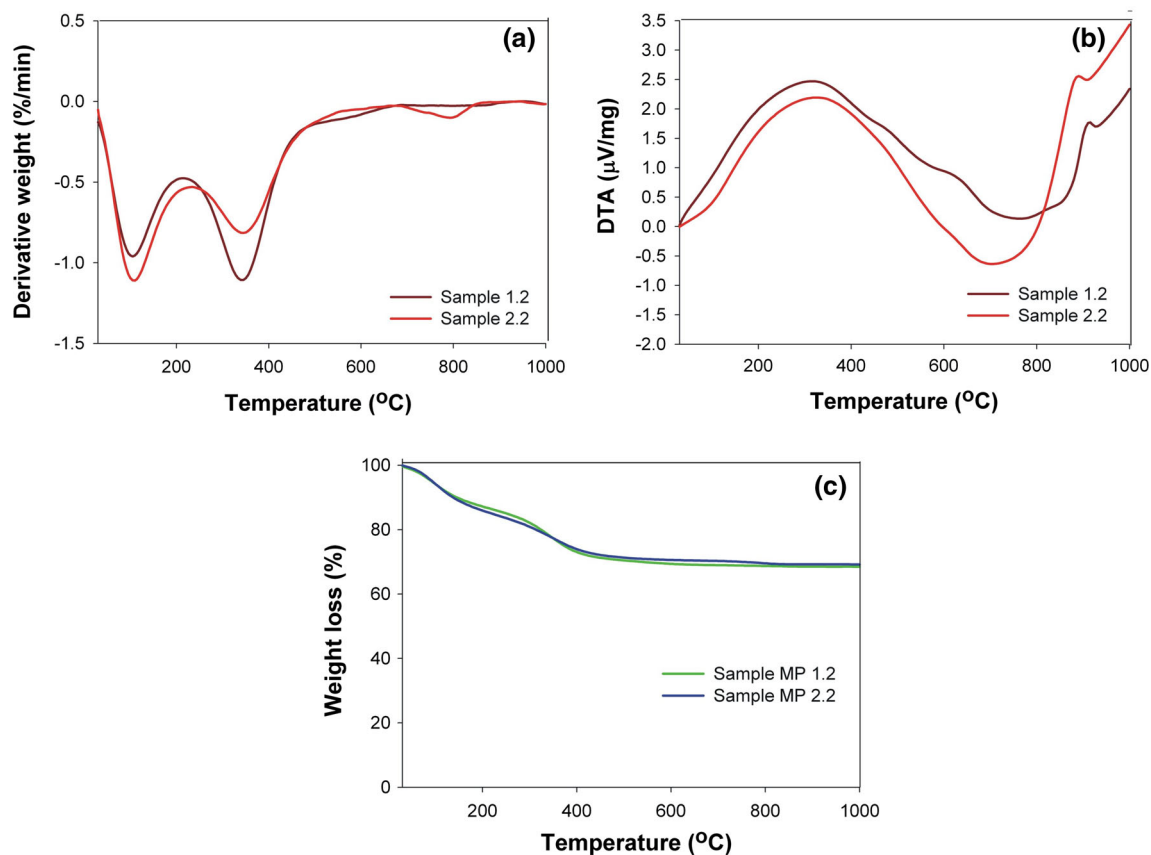 (a)
Derivative weight (%/min)
0.5
0.0
-0.5
-1.0
-1.5
Sample 1.2
Sample 2.2
200
400
600
800
1000
Temperature (°C)
(b)
DTA (µV/mg)
3.5
3.0
2.5
2.0
1.5
1.0
0.5
0.0
-0.5
-1.0
-1.5
-2.0
Sample 1.2
Sample 2.2
200
400
600
800
1000
Temperature (°C)
(c)
Weight loss (%)
100
80
60
40
20
0
Sample MP 1.2
Sample MP 2.2
200
400
600
800
1000
Temperature (°C)